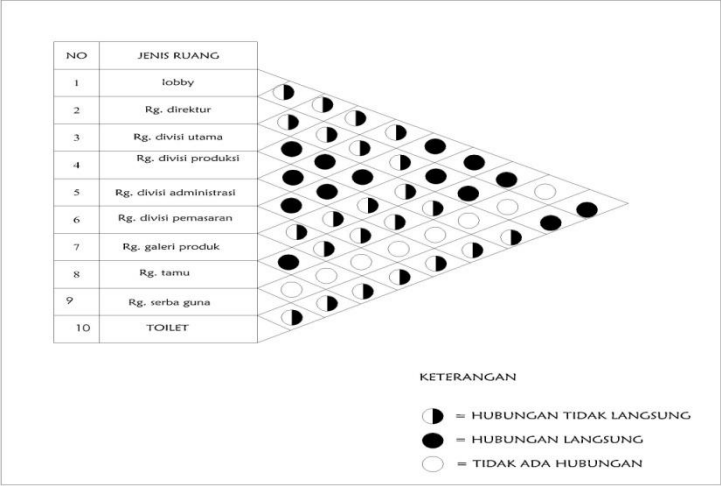 NO JENIS RUANG
1 lobby
2 Rg. direktur
3 Rg. divisi utama
4 Rg. divisi produksi
5 Rg. divisi administrasi
6 Rg. divisi pemasaran
7 Rg. galeri produk
8 Rg. tamu
9 Rg. serba guna
10 TOILET
KETERANGAN
= HUBUNGAN TIDAK LANGSUNG
= HUBUNGAN LANGSUNG
= TIDAK ADA HUBUNGAN